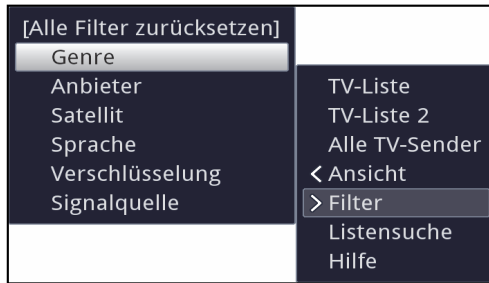 [Alle Filter zurücksetzen]
Genre
Anbieter
Satellit
Sprache
Verschlüsselung
Signalquelle
TV-Liste
TV-Liste 2
Alle TV-Sender
< Ansicht
> Filter
Listensuche
Hilfe